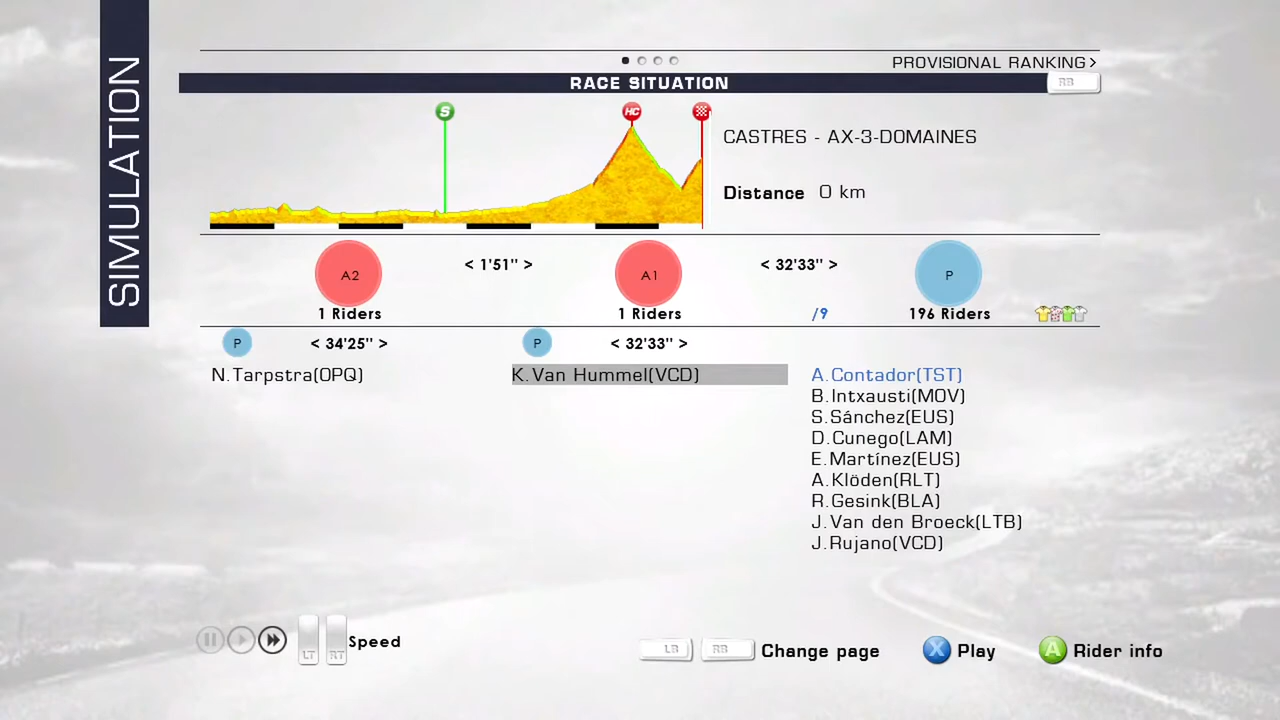 SIMULATION
PROVISIONAL RANKING>
RACE SITUATION
RB
S
HC
CASTRES - AX-3-DOMAINES
Distance 0 km
A2
< 1'51'' >
A1
< 32'33'' >
P
1 Riders
1 Riders
/9
196 Riders
P
< 34'25'' >
P
< 32'33'' >
N.Tarpstra(OPQ)
K.Van Hummel(VCD)
A.Contador(TST)
B.Intxausti(MOV)
S.Sánchez(EUS)
D.Cunego(LAM)
E.Martínez(EUS)
A.Klöden(RLT)
R.Gesink(BLA)
J.Van den Broeck(LTB)
J.Rujano(VCD)
LT
RT
Speed
LB
RB
Change page
X
Play
A
Rider info